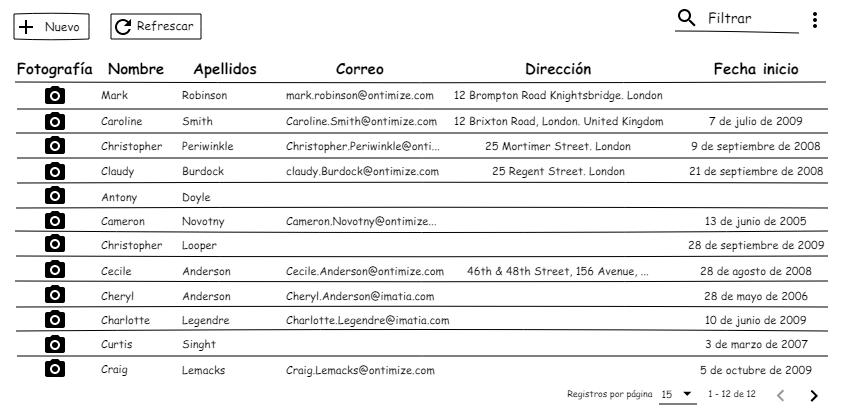 Nuevo Refrescar Filtrar
Fotografía Nombre Apellidos Correo Dirección Fecha inicio
Mark Robinson mark.robinson@ontimize.com 12 Brompton Road Knightsbridge. London
Caroline Smith Caroline.Smith@ontimize.com 12 Brixton Road, London. United Kingdom 7 de julio de 2009
Christopher Periwinkle Christopher.Periwinkle@onti... 25 Mortimer Street. London 9 de septiembre de 2008
Claudy Burdock claudy.Burdock@ontimize.com 25 Regent Street. London 21 de septiembre de 2008
Antony Doyle
Cameron Novotny Cameron.Novotny@ontimize... 13 de junio de 2005
Christopher Looper 28 de septiembre de 2009
Cecile Anderson Cecile.Anderson@ontimize.com 46th & 48th Street, 156 Avenue, ... 28 de agosto de 2008
Cheryl Anderson Cheryl.Anderson@imatia.com 28 de mayo de 2006
Charlotte Legendre Charlotte.Legendre@imatia.com 10 de junio de 2009
Curtis Singht 3 de marzo de 2007
Craig Lemacks Craig.Lemacks@ontimize.com 5 de octubre de 2009
Registros por página 15 1 - 12 de 12